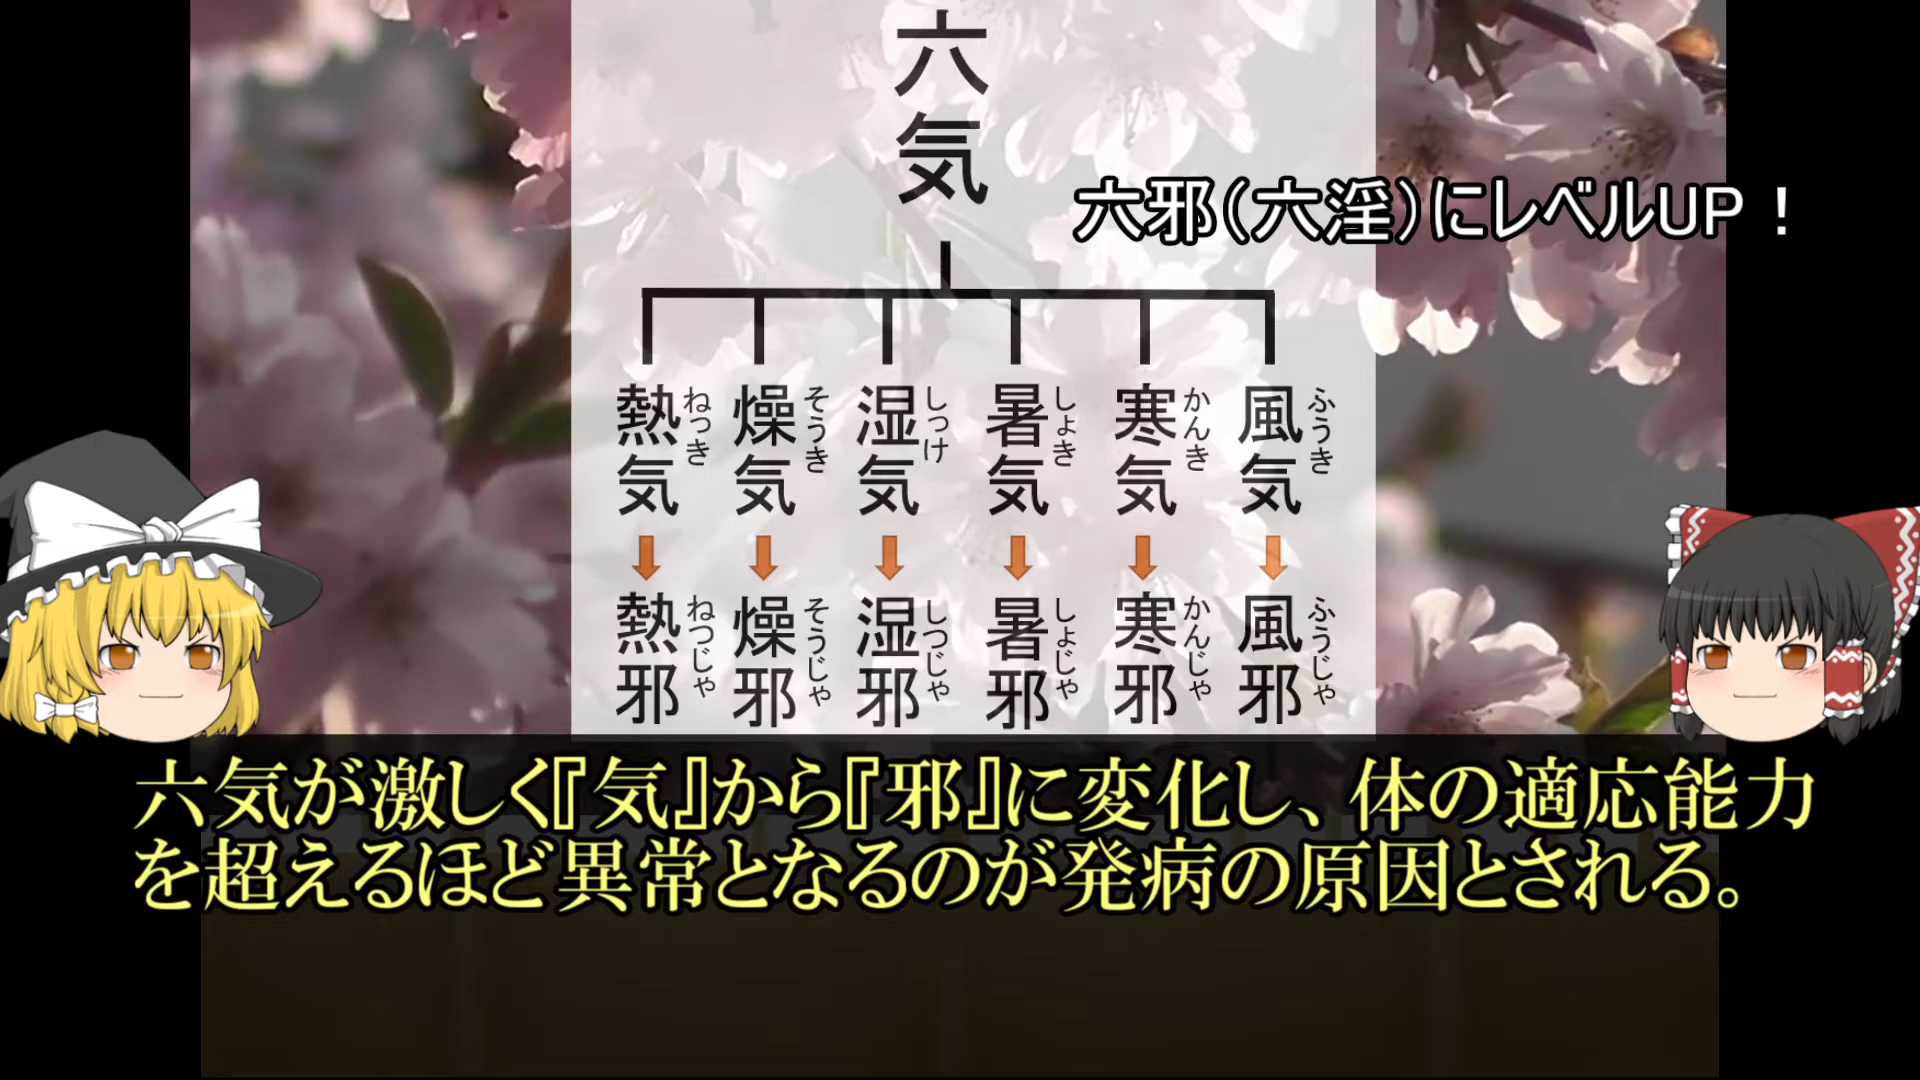 六気
六邪（六淫）にレベルUP！
風気 ふうき
寒気 かんき
暑気 しょき
湿気 しっけ
燥気 そうき
熱気 ねっき
風邪 ふうじゃ
寒邪 かんじゃ
暑邪 しょじゃ
湿邪 しつじゃ
燥邪 そうじゃ
熱邪 ねつじゃ
六気が激しく『気』から『邪』に変化し、体の適応能力
を超えるほど異常となるのが発病の原因とされる。